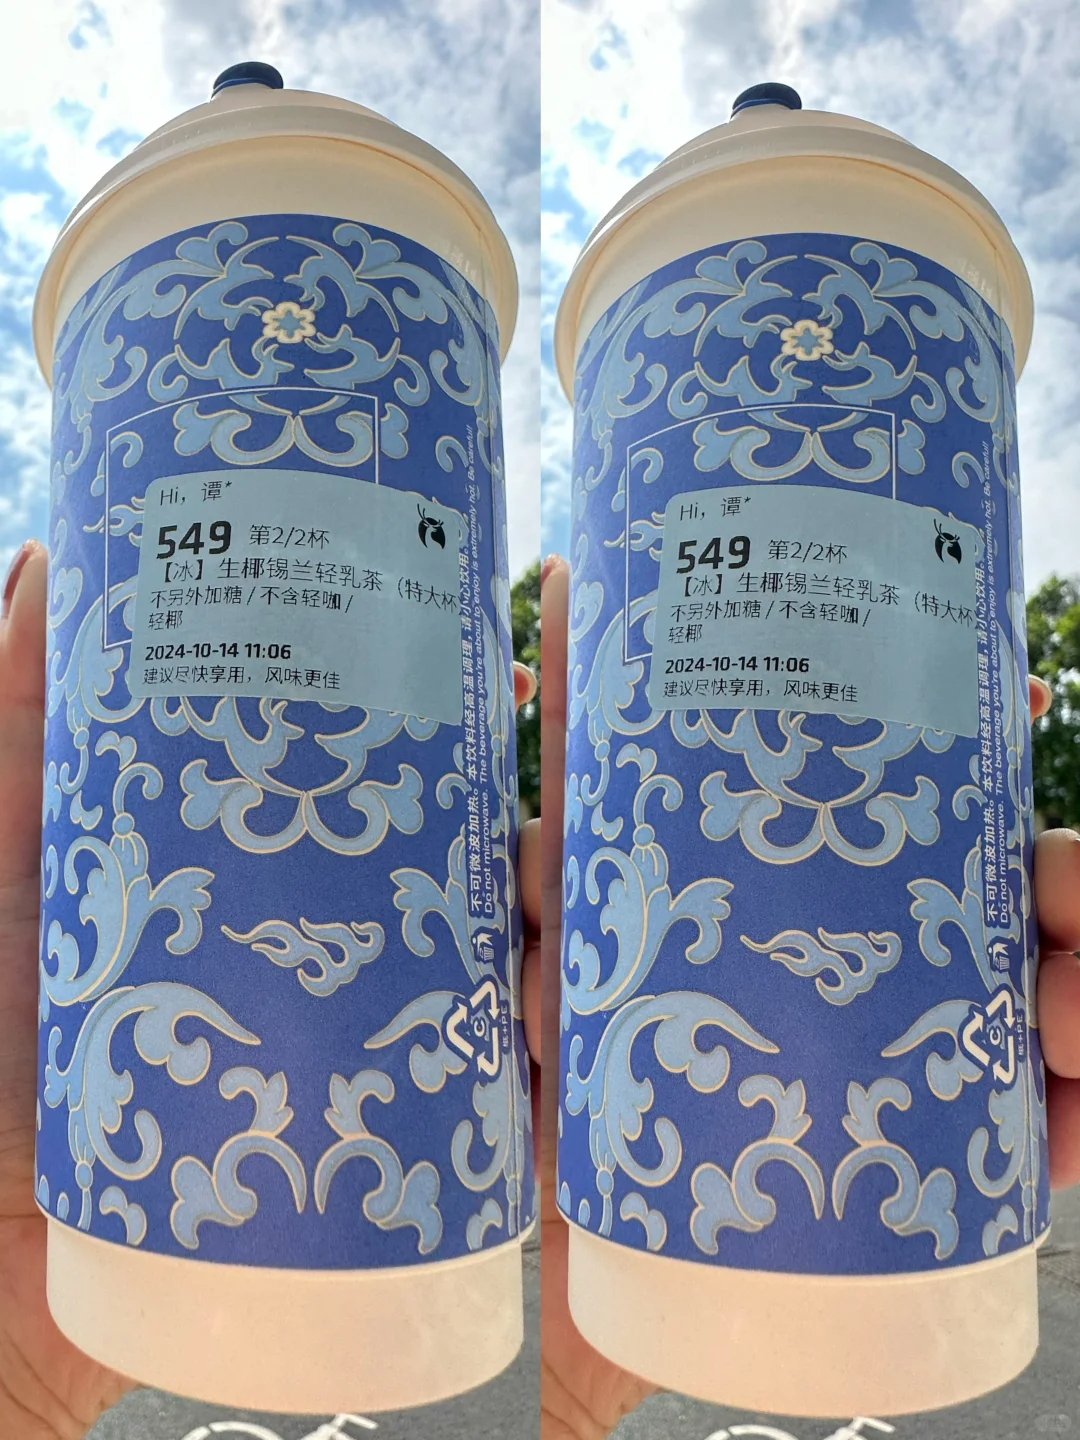 Hi，谭*
549 第2/2杯
【冰】生椰锡兰轻乳茶（特大杯
不另外加糖/不含轻咖/
轻椰
2024-10-14 11:06
建议尽快享用，风味更佳
不可微波加热。本饮料经高温调理，请小心饮用。
Do not microwave. The beverage you're about to enjoy is extremely hot. Be careful!
C
纸+PE
Hi，谭*
549 第2/2杯
【冰】生椰锡兰轻乳茶（特大杯
不另外加糖/不含轻咖/
轻椰
2024-10-14 11:06
建议尽快享用，风味更佳
不可微波加热。本饮料经高温调理，请小心饮用。
Do not microwave. The beverage you're about to enjoy is extremely hot. Be careful!
C
纸+PE